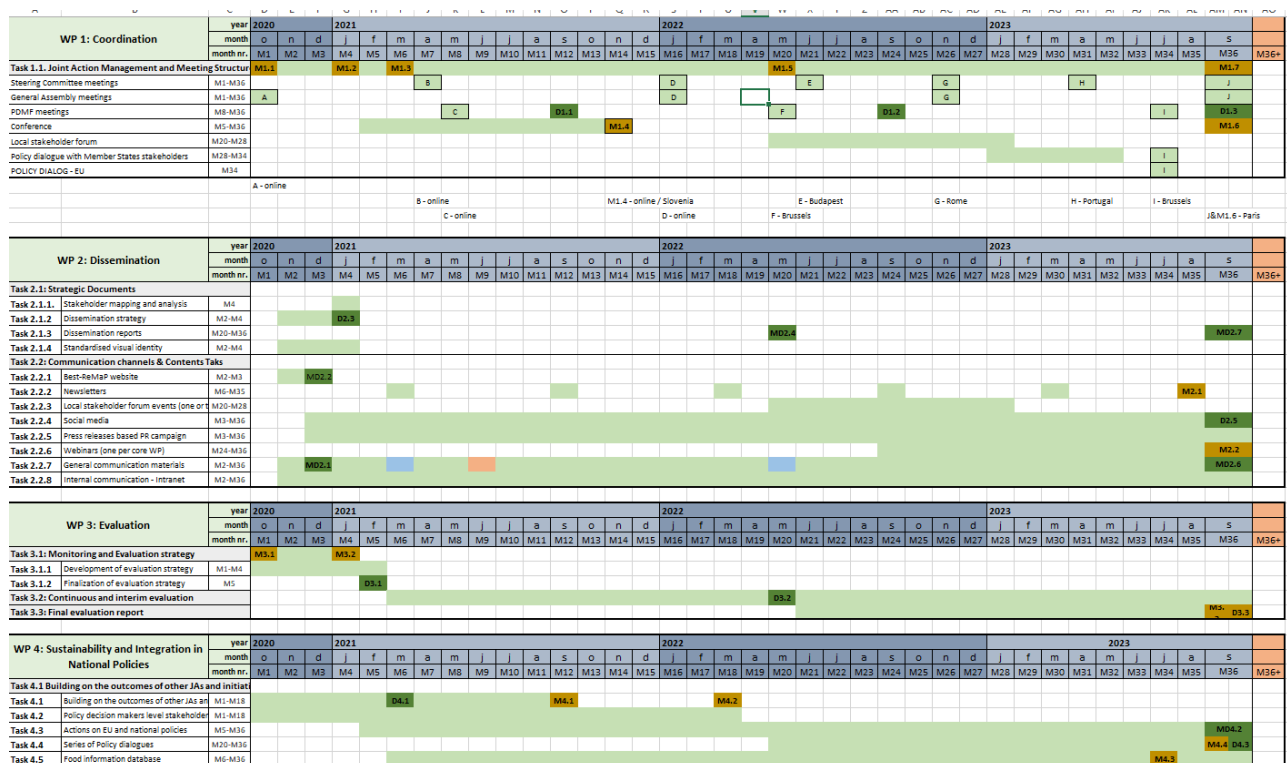 year 2020 2021 2022 2023
WP 1: Coordination
month o n d j f m a m j j a s o n d j f m a m j j a s o n d j f m a m j j a s
month nr. M1 M2 M3 M4 M5 M6 M7 M8 M9 M10 M11 M12 M13 M14 M15 M16 M17 M18 M19 M20 M21 M22 M23 M24 M25 M26 M27 M28 M29 M30 M31 M32 M33 M34 M35 M36 M36+
Task 1.1. Joint Action Management and Meeting Structur M1.1 M1.2 M1.3 M1.5 M1.7
Steering Committee meetings M1-M36 B D E G H J
General Assembly meetings M1-M36 A D G J
PDMF meetings M8-M36 C D1.1 F D1.2 I D1.3
Conference M5-M36 M1.4 M1.6
Local stakeholder forum M20-M28
Policy dialogue with Member States stakeholders M28-M34 I
POLICY DIALOG - EU M34 I
A - online
B - online M1.4 - online / Slovenia E - Budapest G - Rome H - Portugal I - Brussels
C - online D - online F - Brussels J&M1.6 - Paris
year 2020 2021 2022 2023
WP 2: Dissemination
month o n d j f m a m j j a s o n d j f m a m j j a s o n d j f m a m j j a s
month nr. M1 M2 M3 M4 M5 M6 M7 M8 M9 M10 M11 M12 M13 M14 M15 M16 M17 M18 M19 M20 M21 M22 M23 M24 M25 M26 M27 M28 M29 M30 M31 M32 M33 M34 M35 M36 M36+
Task 2.1: Strategic Documents
Task 2.1.1. Stakeholder mapping and analysis M4
Task 2.1.2 Dissemination strategy M2-M4 D2.3
Task 2.1.3 Dissemination reports M20-M36 MD2.4 MD2.7
Task 2.1.4 Standardised visual identity M2-M4
Task 2.2: Communication channels & Contents Taks
Task 2.2.1 Best-ReMaP website M2-M3 MD2.2
Task 2.2.2 Newsletters M6-M35 M2.1
Task 2.2.3 Local stakeholder forum events (one or t M20-M28
Task 2.2.4 Social media M3-M36 D2.5
Task 2.2.5 Press releases based PR campaign M3-M36
Task 2.2.6 Webinars (one per core WP) M24-M36 M2.2
Task 2.2.7 General communication materials M2-M36 MD2.1 MD2.6
Task 2.2.8 Internal communication - Intranet M2-M36
year 2020 2021 2022 2023
WP 3: Evaluation
month o n d j f m a m j j a s o n d j f m a m j j a s o n d j f m a m j j a s
month nr. M1 M2 M3 M4 M5 M6 M7 M8 M9 M10 M11 M12 M13 M14 M15 M16 M17 M18 M19 M20 M21 M22 M23 M24 M25 M26 M27 M28 M29 M30 M31 M32 M33 M34 M35 M36 M36+
Task 3.1: Monitoring and Evaluation strategy M3.1 M3.2
Task 3.1.1 Development of evaluation strategy M1-M4
Task 3.1.2 Finalization of evaluation strategy M5 D3.1
Task 3.2: Continuous and interim evaluation D3.2
Task 3.3: Final evaluation report D3.3
year 2020 2021 2022 2023
WP 4: Sustainability and Integration in
National Policies
month o n d j f m a m j j a s o n d j f m a m j j a s o n d j f m a m j j a s
month nr. M1 M2 M3 M4 M5 M6 M7 M8 M9 M10 M11 M12 M13 M14 M15 M16 M17 M18 M19 M20 M21 M22 M23 M24 M25 M26 M27 M28 M29 M30 M31 M32 M33 M34 M35 M36 M36+
Task 4.1 Building on the outcomes of other JAs and initiati
Task 4.1 Building on the outcomes of other JAs an M1-M18 D4.1 M4.1 M4.2
Task 4.2 Policy decision makers level stakeholder M1-M18
Task 4.3 Actions on EU and national policies M5-M36 MD4.2
Task 4.4 Series of Policy dialogues M20-M36 M4.4 D4.3
Task 4.5 Food information database M6-M36 M4.3